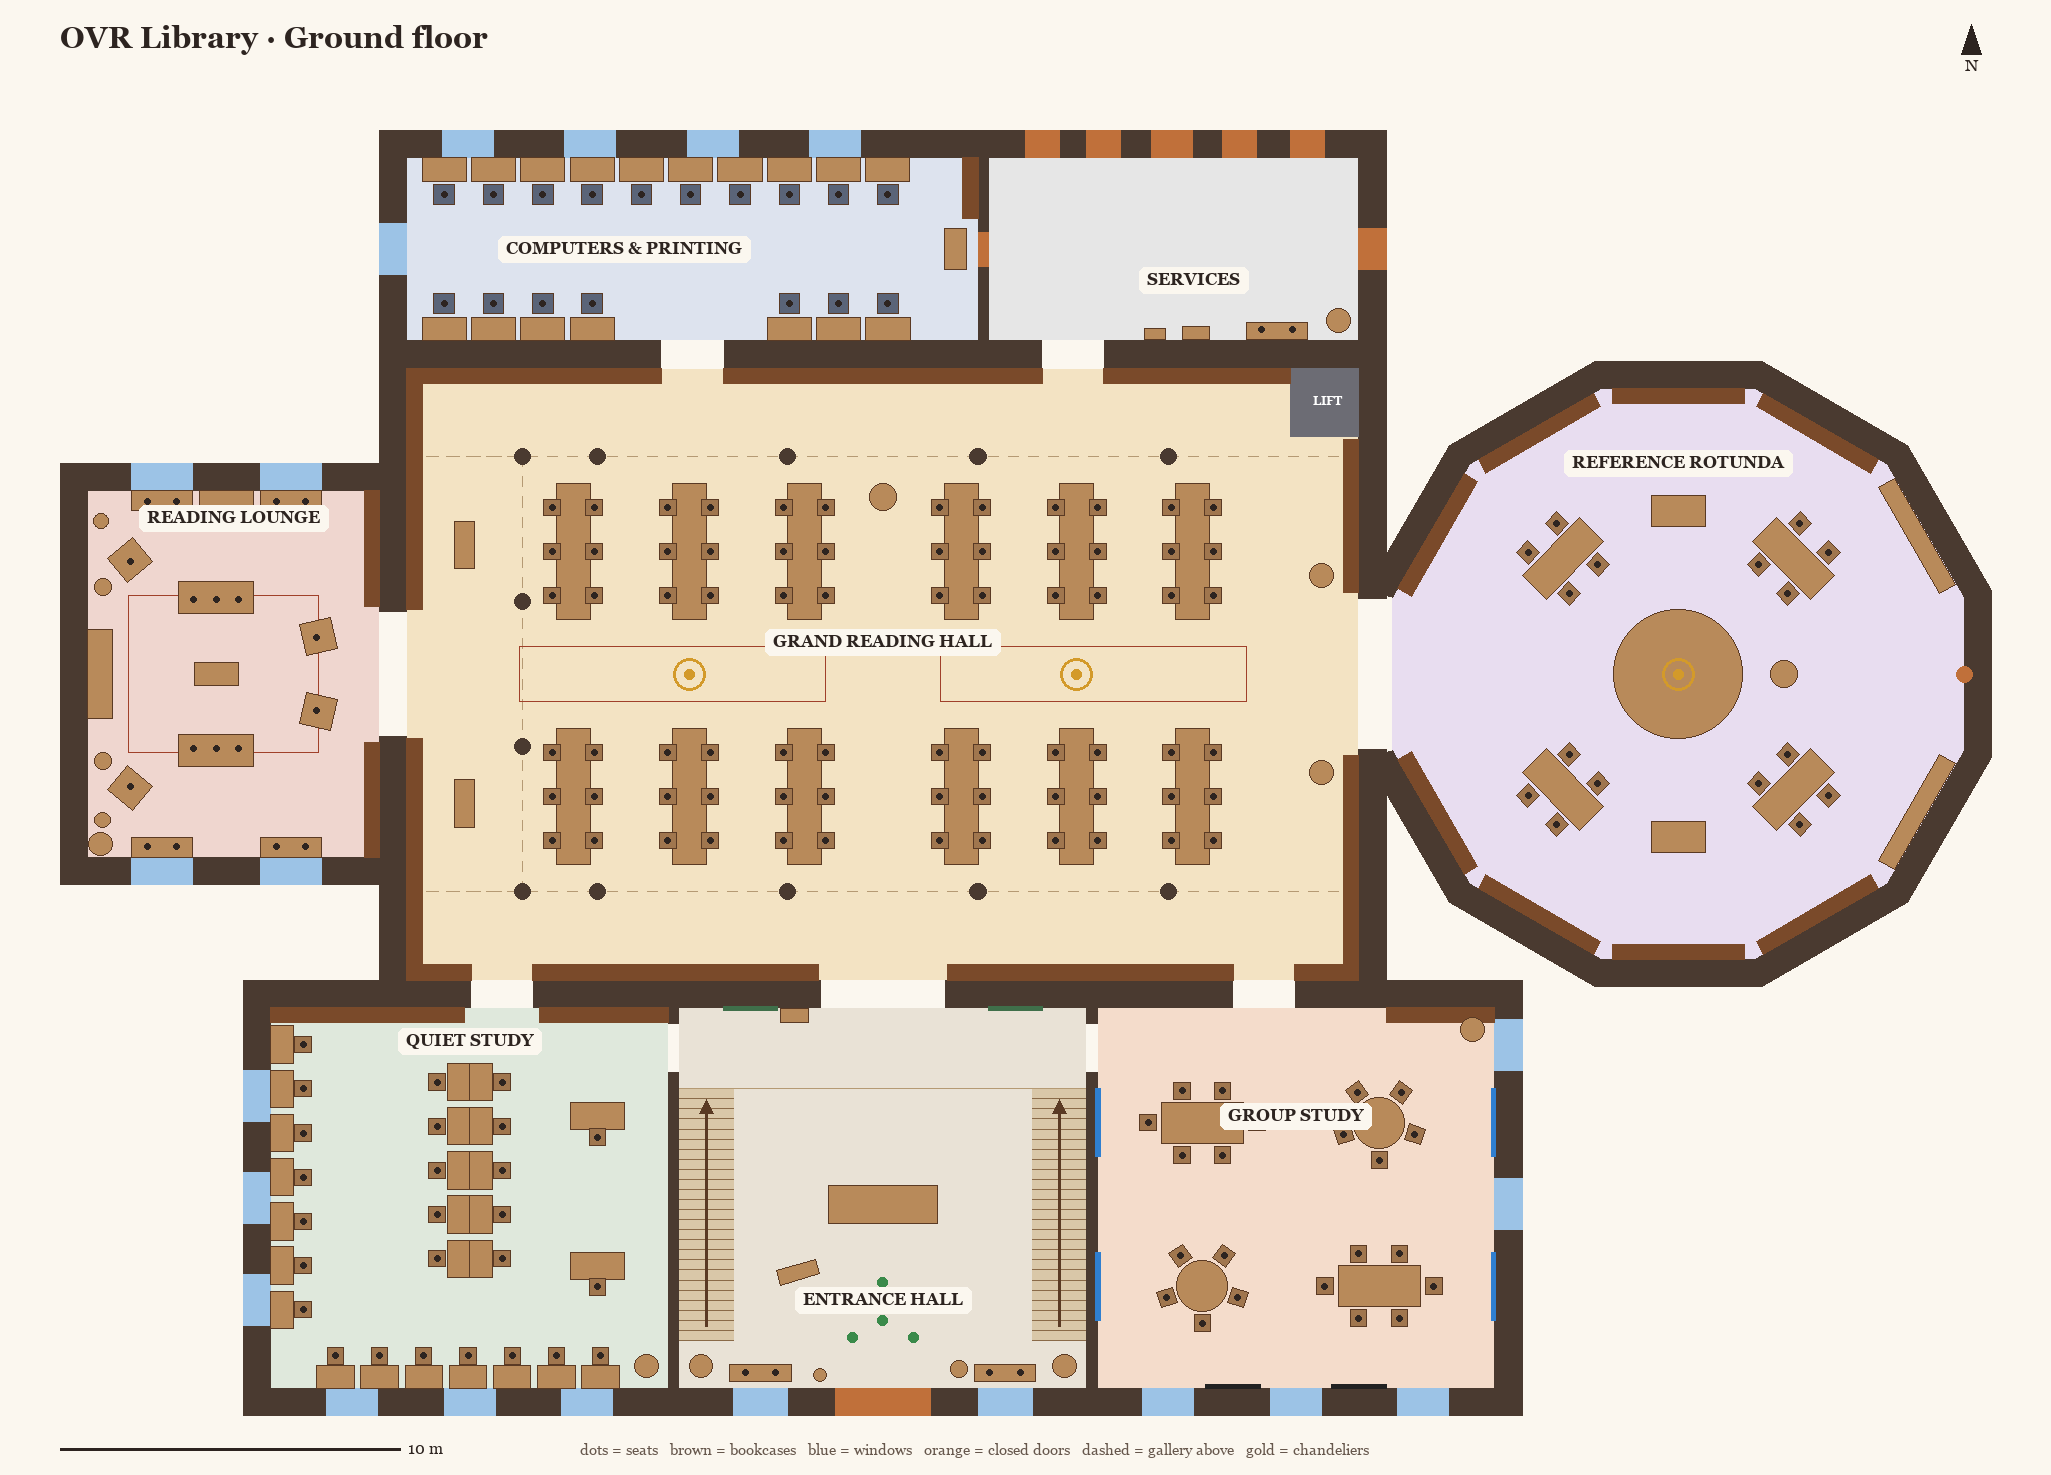 OVR Library · Ground floor
N
COMPUTERS & PRINTING
SERVICES
LIFT
REFERENCE ROTUNDA
READING LOUNGE
GRAND READING HALL
QUIET STUDY
GROUP STUDY
ENTRANCE HALL
10 m
dots = seats brown = bookcases blue = windows orange = closed doors dashed = gallery above gold = chandeliers